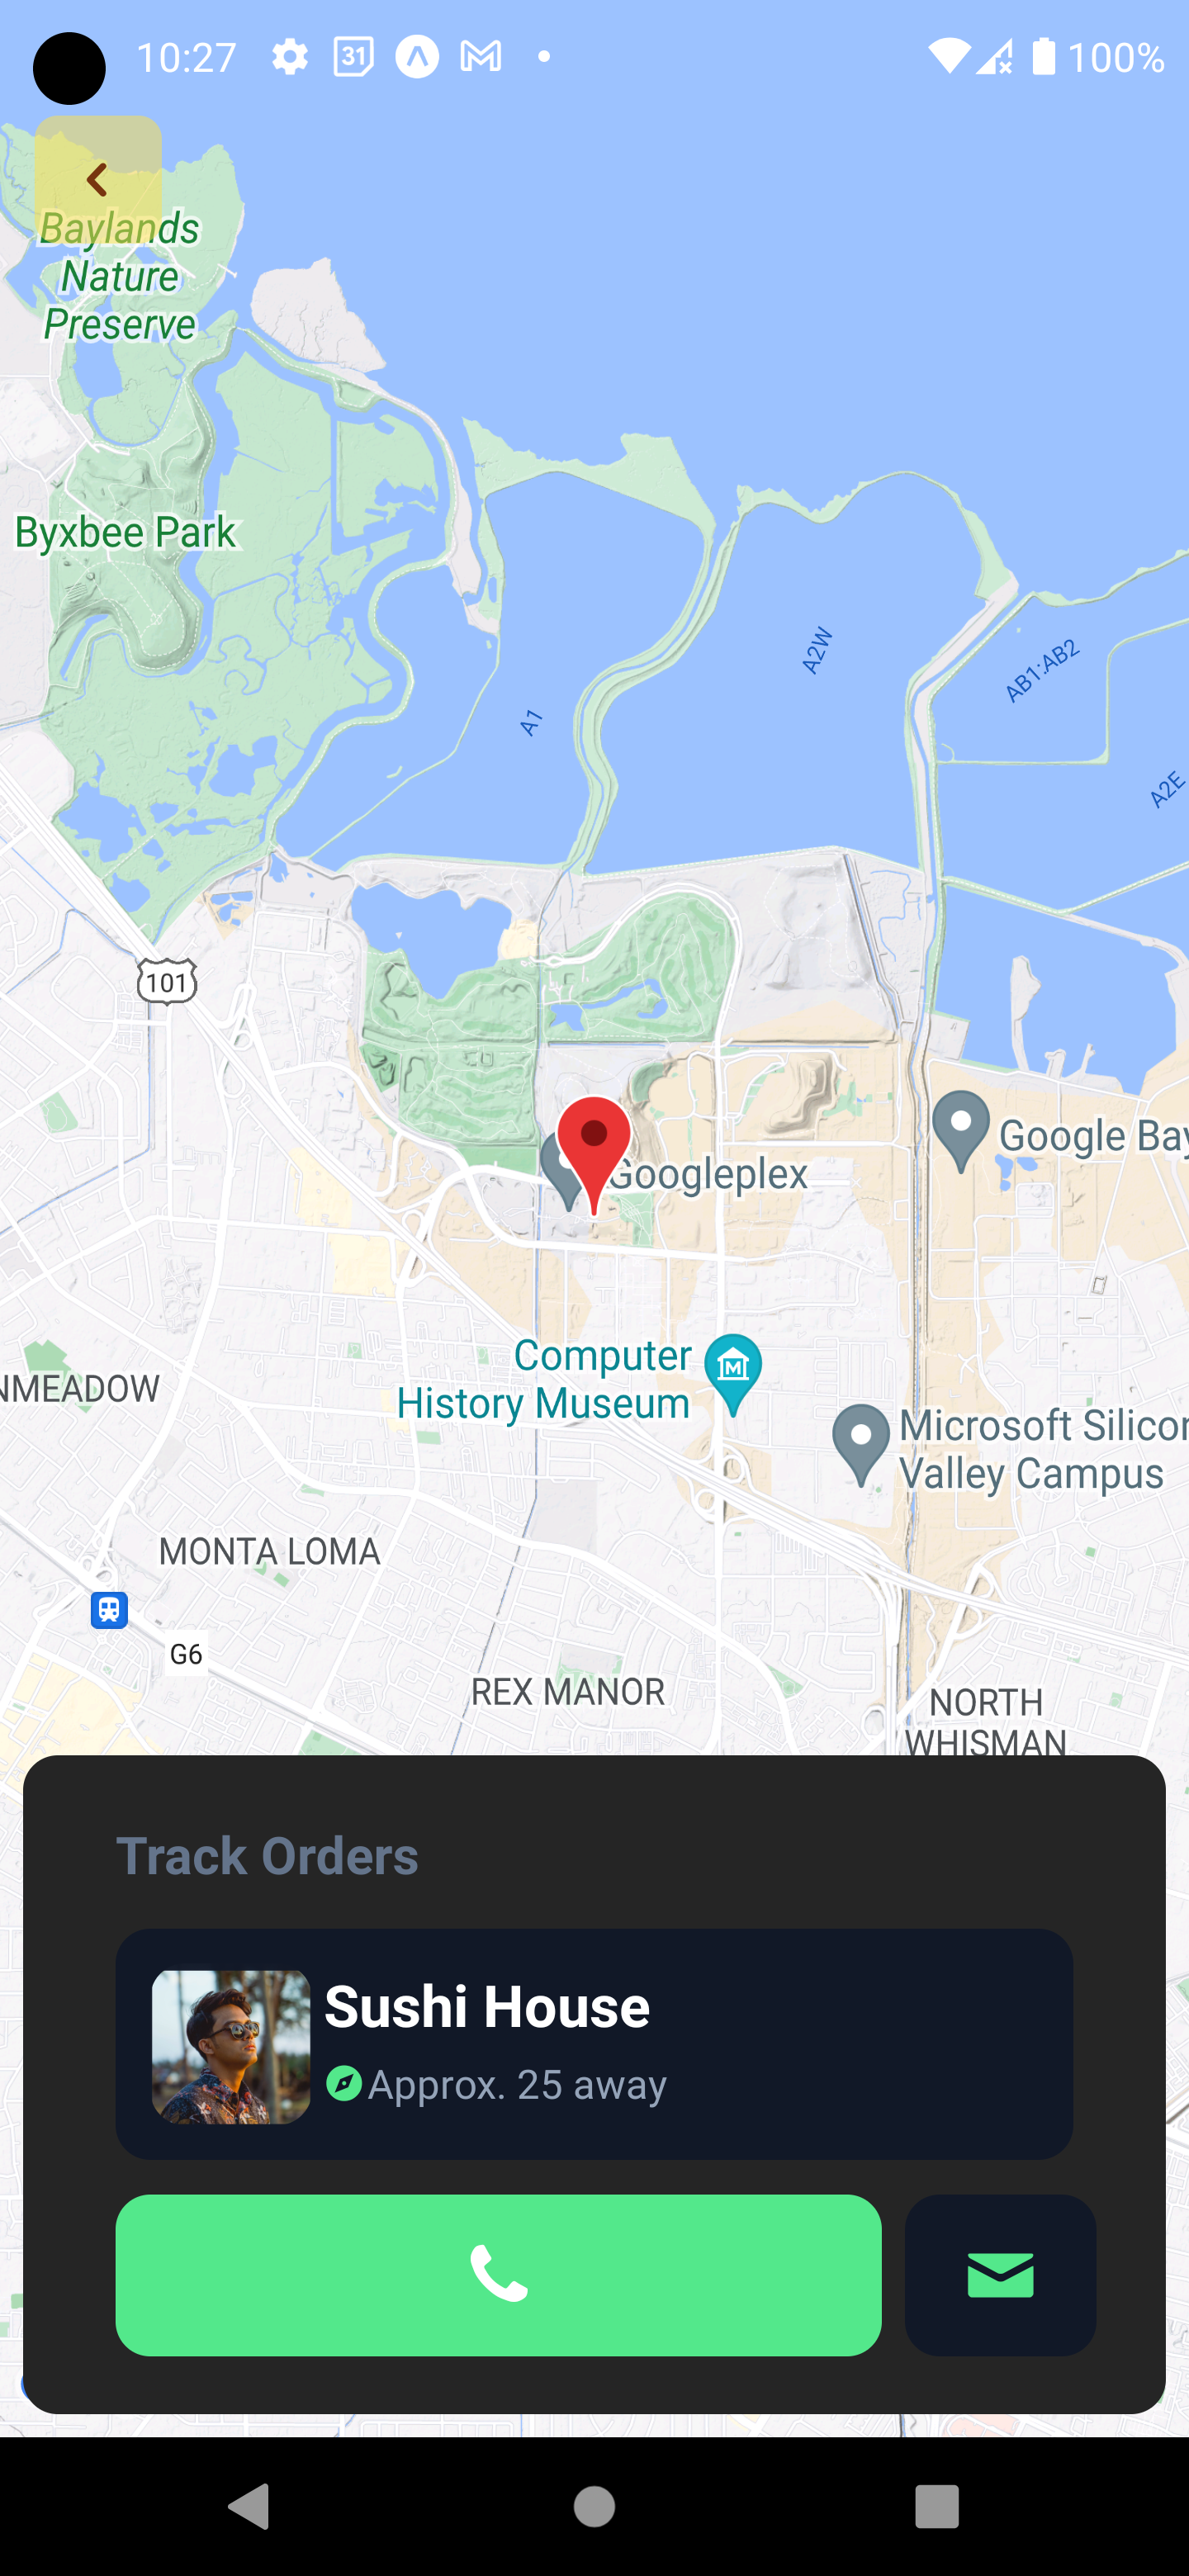 10:27
31
100%
Baylands
Nature
Preserve
Byxbee Park
A2W
AB1:AB2
A1
A2E
101
Google Bay
Googleplex
Computer
History Museum
NMEADOW
Microsoft Silicon
Valley Campus
MONTA LOMA
G6
REX MANOR
NORTH
WHISMAN
Track Orders
Sushi House
Approx. 25 away